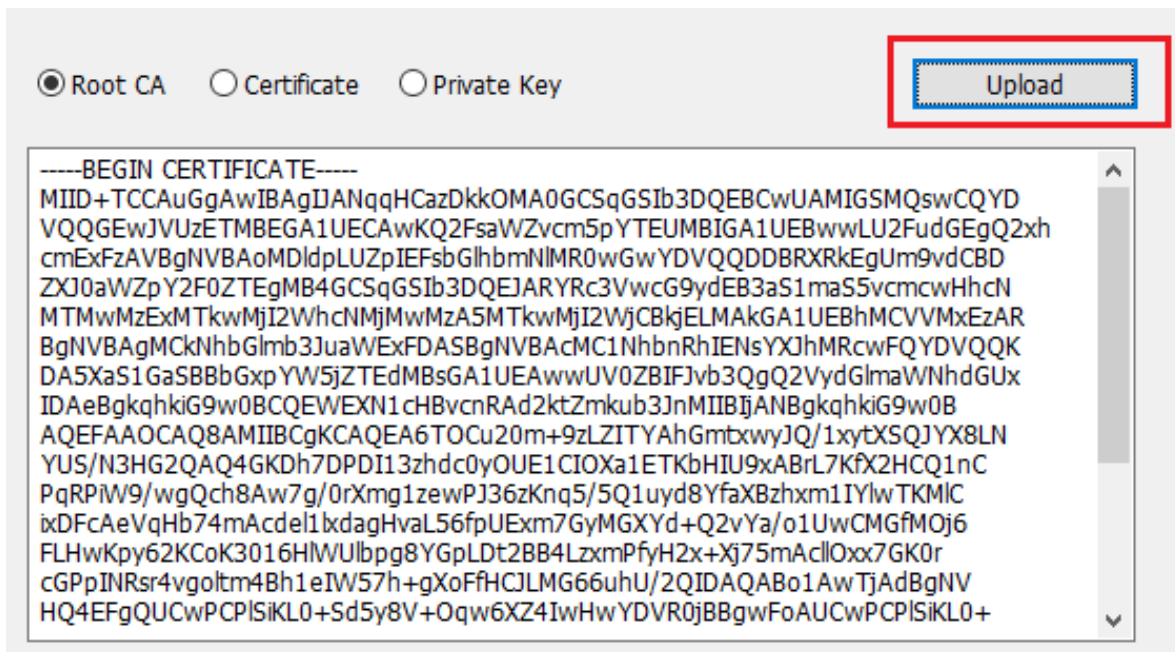 Root CA Certificate Private Key Upload
-----BEGIN CERTIFICATE-----
MIID+TCCAuGgAwIBAgIJANqqHCazDkkOMA0GCSqGSIb3DQEBCwUAMIGSMQswCQYD
VQQGEwJVUzETMBEGA1UECAwKQ2FsaWZvcm5pYTEUMBIGA1UEBwwLU2FudGEgQ2xh
cmExFzAVBgNVBAoMDldpLUZpIEFsbGlhbmNlMR0wGwYDVQQDDBRXRkEgUm9vdCBD
ZXJ0aWZpY2F0ZTEgMB4GCSqGSIb3DQEJARYRc3VwcG9ydEB3aS1maS5vcmcwHhcN
MTMwMzExMTkwMjI2WhcNMjMwMzA5MTkwMjI2WjCBkjELMAkGA1UEBhMCVVMxEzAR
BgNVBAgMCkNhbGlmb3JuaWExFDASBgNVBAcMC1NhbnRhIENsYXJhMRcwFQYDVQQK
DA5XaS1GaSBBbGxpYW5jZTEdMBsGA1UEAwwUV0ZBIFJvb3QgQ2VydGlmaWNhdGUx
IDAeBgkqhkiG9w0BCQEWEXN1cHBvcnRAd2ktZmkub3JnMIIBIjANBgkqhkiG9w0B
AQEFAAOCAQ8AMIIBCgKCAQEA6TOCu20m+9zLZITYAhGmtxwyJQ/1xytXSQJYX8LN
YUS/N3HG2QAQ4GKDh7DPDI13zhdc0yOUE1CIOXa1ETKbHIU9xABrL7KfX2HCQ1nC
PqRPiW9/wgQch8Aw7g/0rXmg1zewPJ36zKnq5/5Q1uyd8YfaXBzhxm1IYlwTKMlC
ixDFcAeVqHb74mAcdel1lxdagHvaL56fpUExm7GyMGXYd+Q2vYa/o1UwCMGfMOj6
FLHwKpy62KCoK3016HlWUlbpg8YGpLDt2BB4LzxmPfyH2x+Xj75mAcllOxx7GK0r
cGPpINRsr4vgoltm4Bh1eIW57h+gXoFfHCJLMG66uhU/2QIDAQABo1AwTjAdBgNV
HQ4EFgQUCwPCPlSiKL0+Sd5y8V+Oqw6XZ4IwHwYDVR0jBBgwFoAUCwPCPlSiKL0+